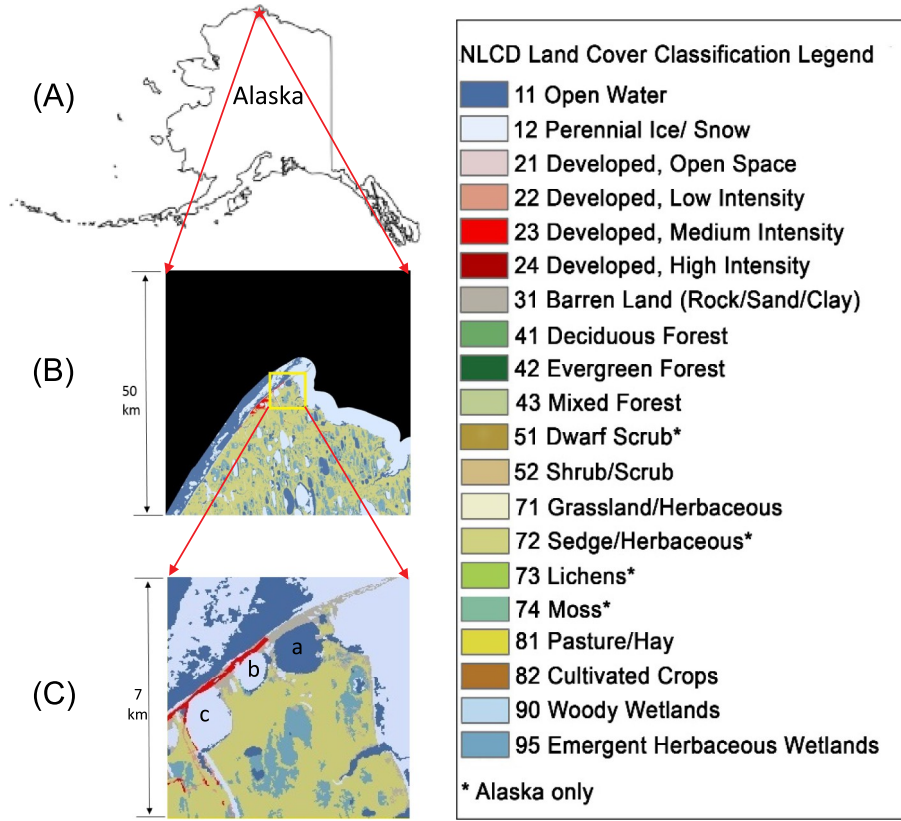 (A)
Alaska
(B)
50
km
(C)
7
km
a
b
c
NLCD Land Cover Classification Legend
11 Open Water
12 Perennial Ice/ Snow
21 Developed, Open Space
22 Developed, Low Intensity
23 Developed, Medium Intensity
24 Developed, High Intensity
31 Barren Land (Rock/Sand/Clay)
41 Deciduous Forest
42 Evergreen Forest
43 Mixed Forest
51 Dwarf Scrub*
52 Shrub/Scrub
71 Grassland/Herbaceous
72 Sedge/Herbaceous*
73 Lichens*
74 Moss*
81 Pasture/Hay
82 Cultivated Crops
90 Woody Wetlands
95 Emergent Herbaceous Wetlands
* Alaska only